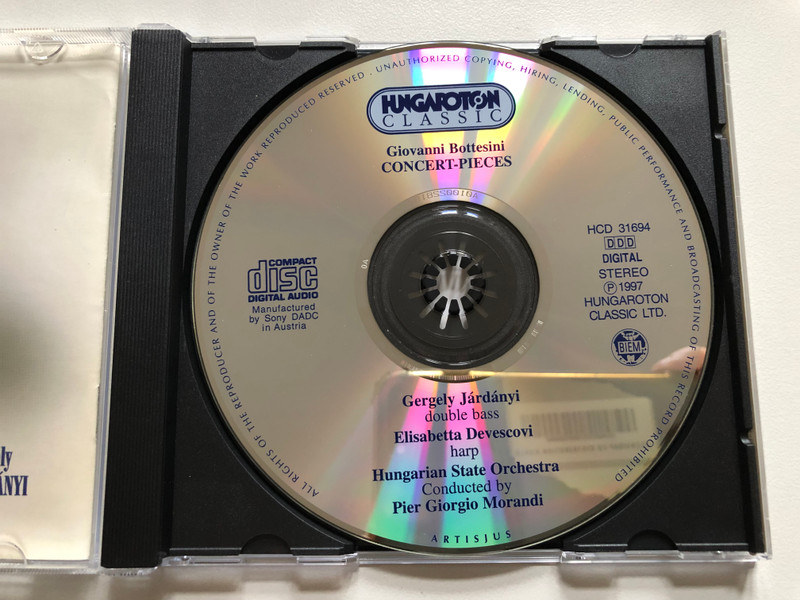 ALL RIGHTS OF THE REPRODUCER AND OF THE OWNER OF THE WORK REPRODUCED RESERVED . UNAUTHORIZED COPYING, HIRING, LENDING, PUBLIC PERFORMANCE AND BROADCASTING OF THIS RECORD PROHIBITED
HUNGAROTON
CLASSIC
Giovanni Bottesini
CONCERT-PIECES
COMPACT
disc
DIGITAL AUDIO
Manufactured
by Sony DADC
in Austria
HCD 31694
DDD
DIGITAL
STEREO
Ⓟ1997
HUNGAROTON
CLASSIC LTD.
BIEM
Gergely Járdányi
double bass
Elisabetta Devescovi
harp
Hungarian State Orchestra
Conducted by
Pier Giorgio Morandi
ARTISJUS
ly
ÁNYI